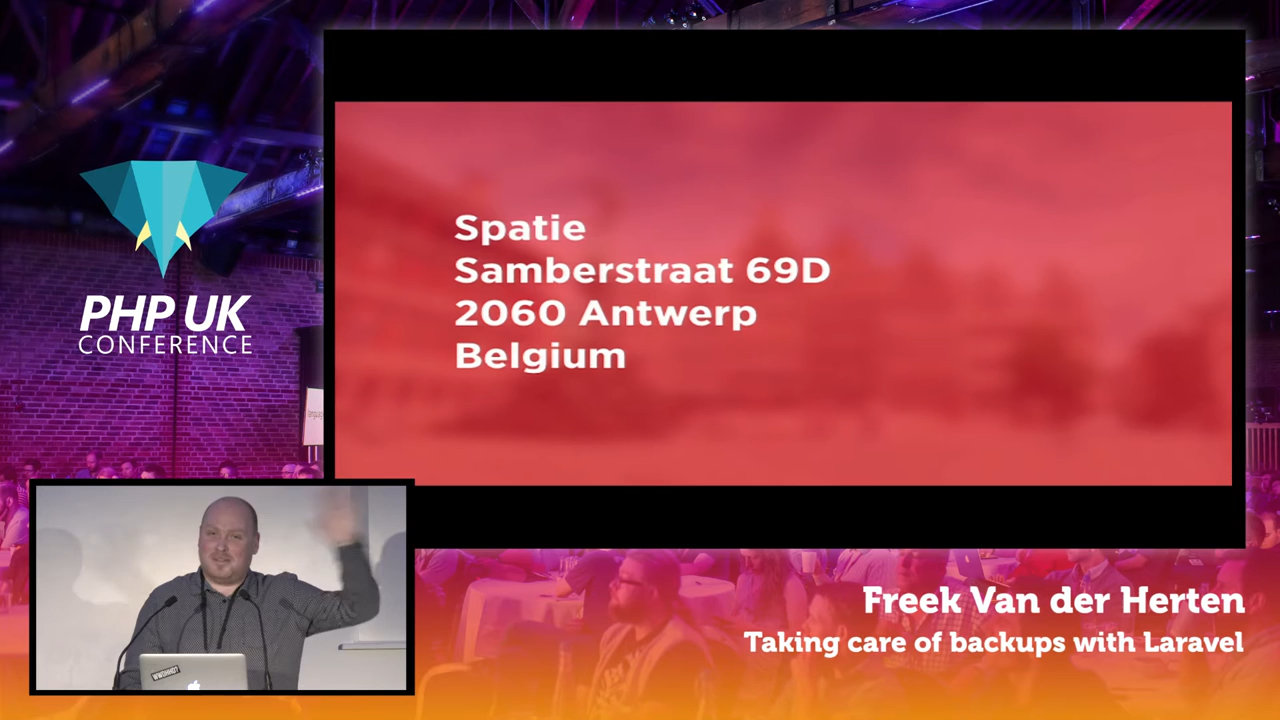 PHP UK
CONFERENCE
Spatie
Samberstraat 69D
2060 Antwerp
Belgium
Freek Van der Herten
Taking care of backups with Laravel